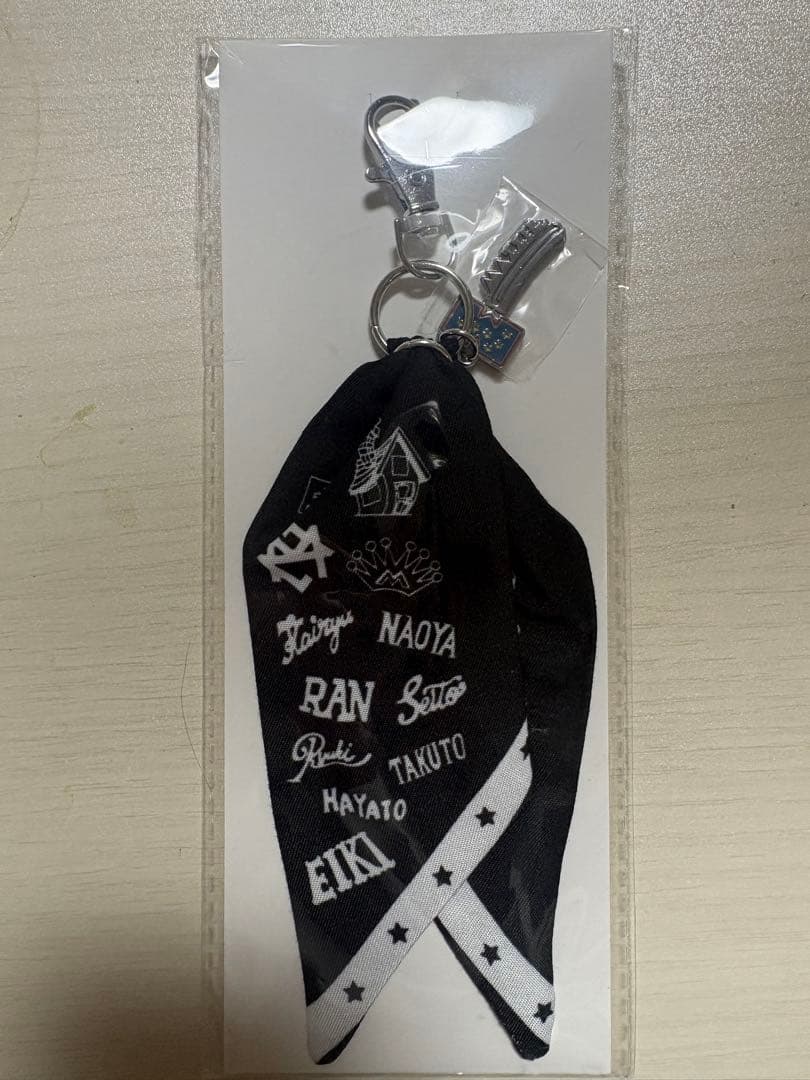 M
Kairyu NAOYA
RAN Seito
Ryuki TAKUTO
HAYATO
EIKI